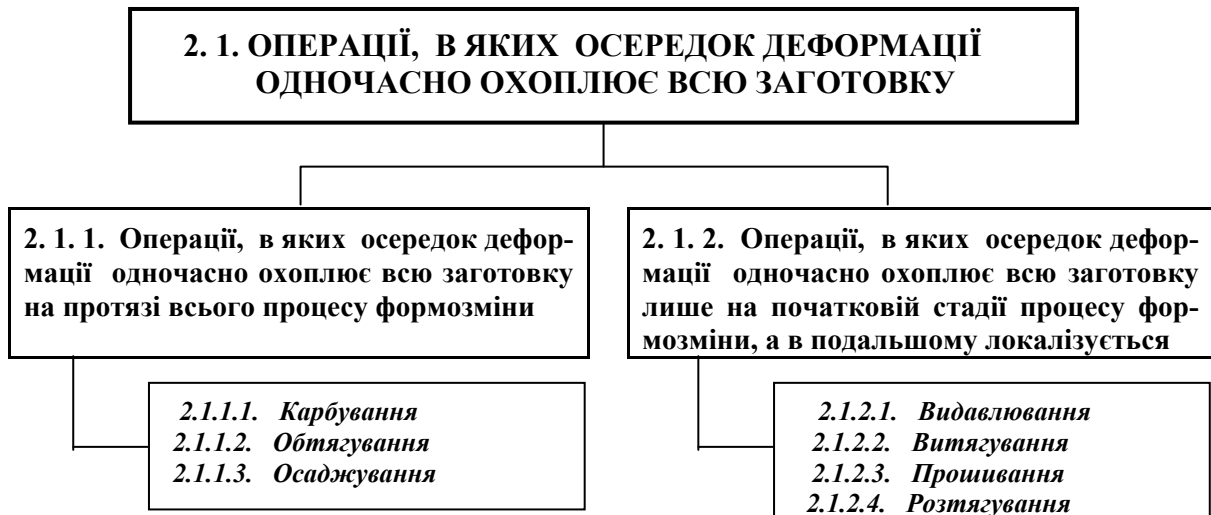 2. 1. ОПЕРАЦІЇ, В ЯКИХ ОСЕРЕДОК ДЕФОРМАЦІЇ
ОДНОЧАСНО ОХОПЛЮЄ ВСЮ ЗАГОТОВКУ
2. 1. 1. Операції, в яких осередок дефор-
мації одночасно охоплює всю заготовку
на протязі всього процесу формозміни
2. 1. 2. Операції, в яких осередок дефор-
мації одночасно охоплює всю заготовку
лише на початковій стадії процесу фор-
мозміни, а в подальшому локалізується
2.1.1.1. Карбування
2.1.1.2. Обтягування
2.1.1.3. Осаджування
2.1.2.1. Видавлювання
2.1.2.2. Витягування
2.1.2.3. Прошивання
2.1.2.4. Розтягування